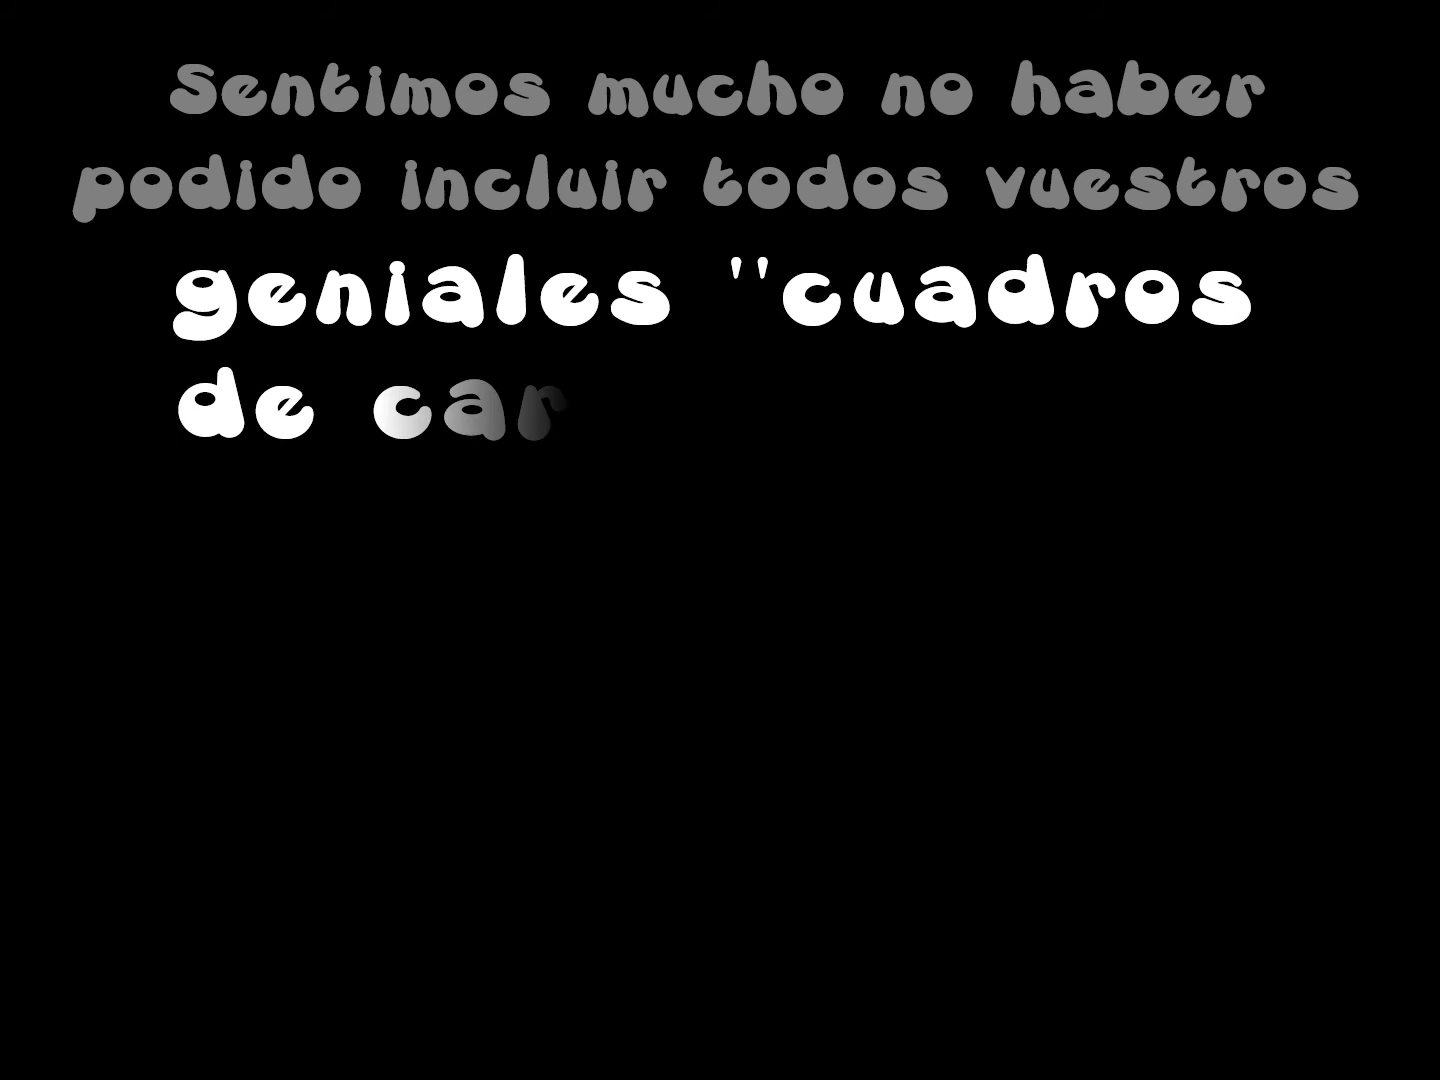 Sentimos mucho no haber
podido incluir todos vuestros
geniales "cuadros
de car